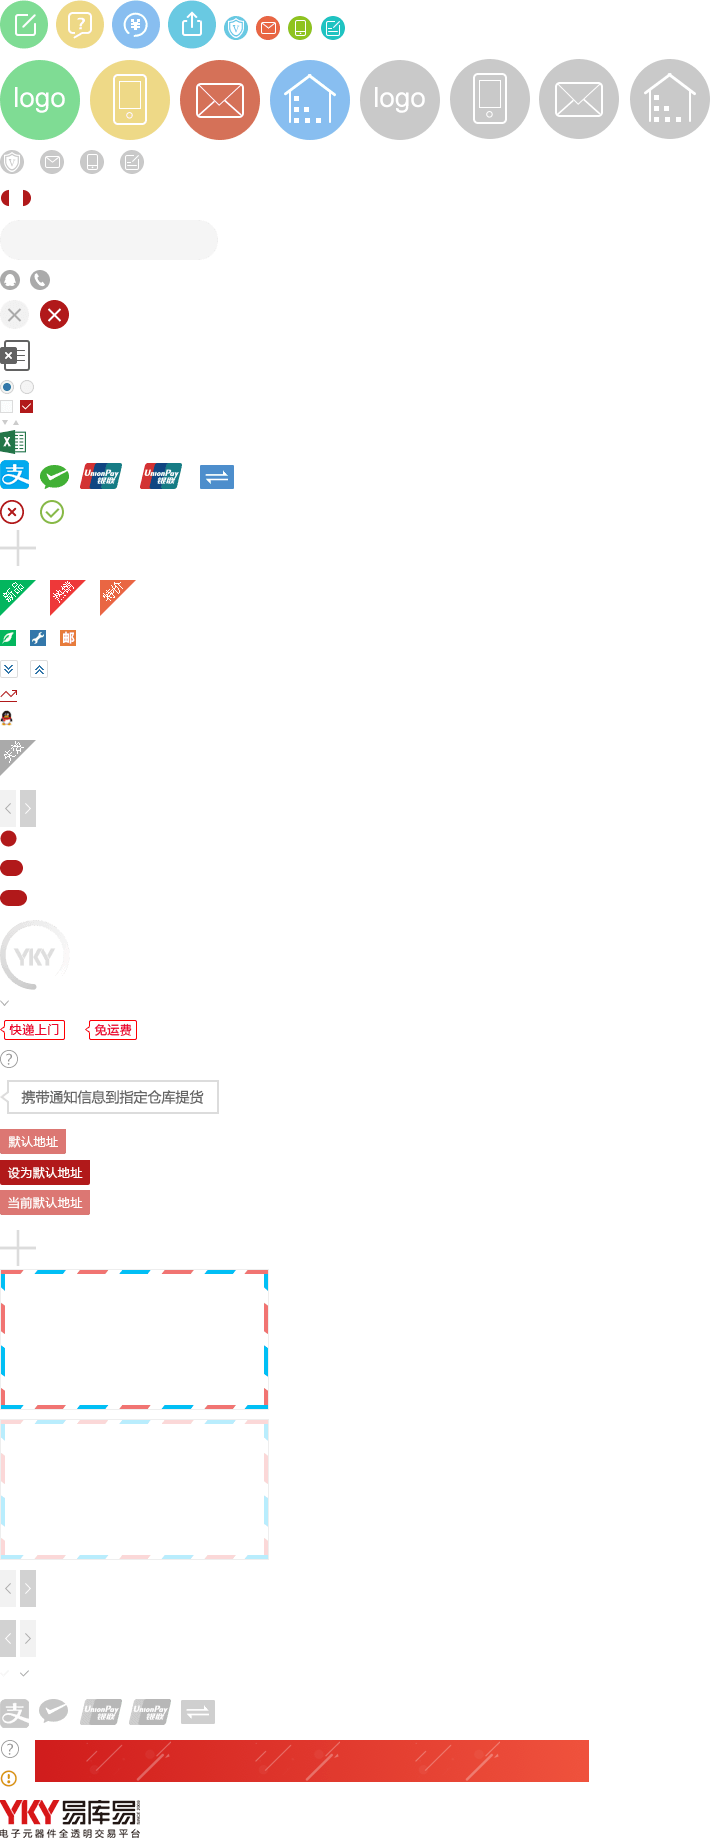 logo
logo
UnionPay 银联
UnionPay 银联
新品
热销
特价
邮
失效
YKY
快递上门
免运费
携带通知信息到指定仓库提货
默认地址
设为默认地址
当前默认地址
UnionPay 银联
UnionPay 银联
YKY易库易
电子元器件全透明交易平台